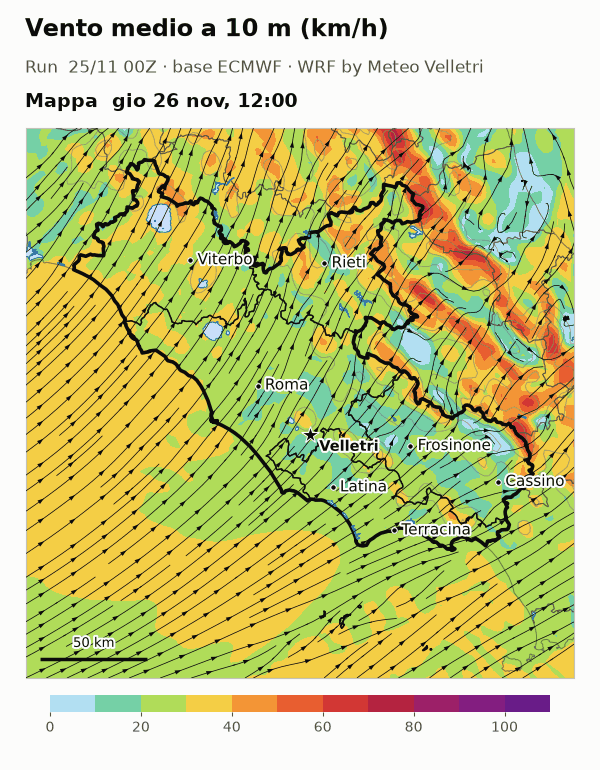 Vento medio a 10 m (km/h)
Run  25/11 00Z · base ECMWF · WRF by Meteo Velletri
Mappa  gio 26 nov, 12:00
Viterbo
Rieti
Roma
Velletri
Frosinone
Latina
Cassino
Terracina
50 km
0 20 40 60 80 100